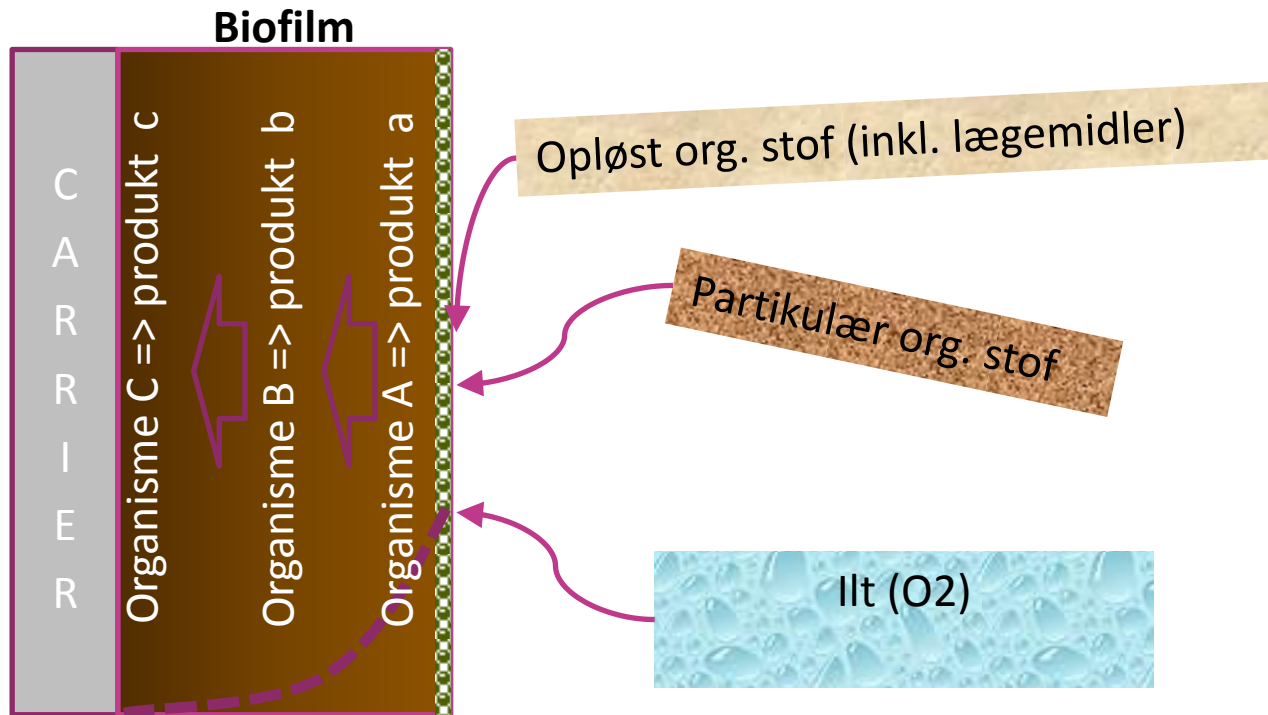 Biofilm
CARRIER
Organisme C => produkt c
Organisme B => produkt b
Organisme A => produkt a
Opløst org. stof (inkl. lægemidler)
Partikulær org. stof
Ilt (O2)